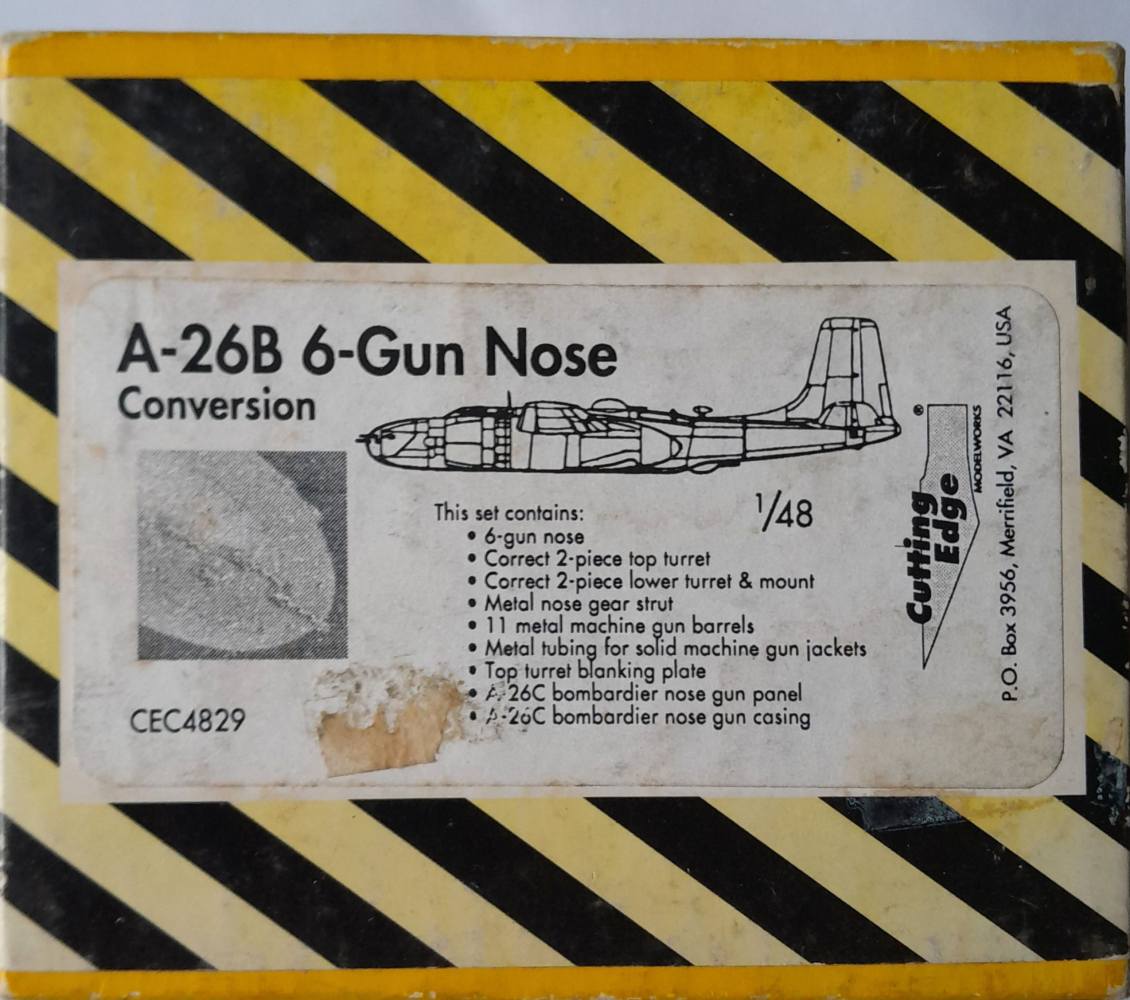 A-26B 6-Gun Nose
Conversion
This set contains:
• 6-gun nose
• Correct 2-piece top turret
• Correct 2-piece lower turret & mount
• Metal nose gear strut
• 11 metal machine gun barrels
• Metal tubing for solid machine gun jackets
• Top turret blanking plate
• A-26C bombardier nose gun panel
• A-26C bombardier nose gun casing
1/48
CEC4829
Cutting
Edge
®
MODELWORKS
P.O. Box 3956, Merrifield, VA 22116, USA